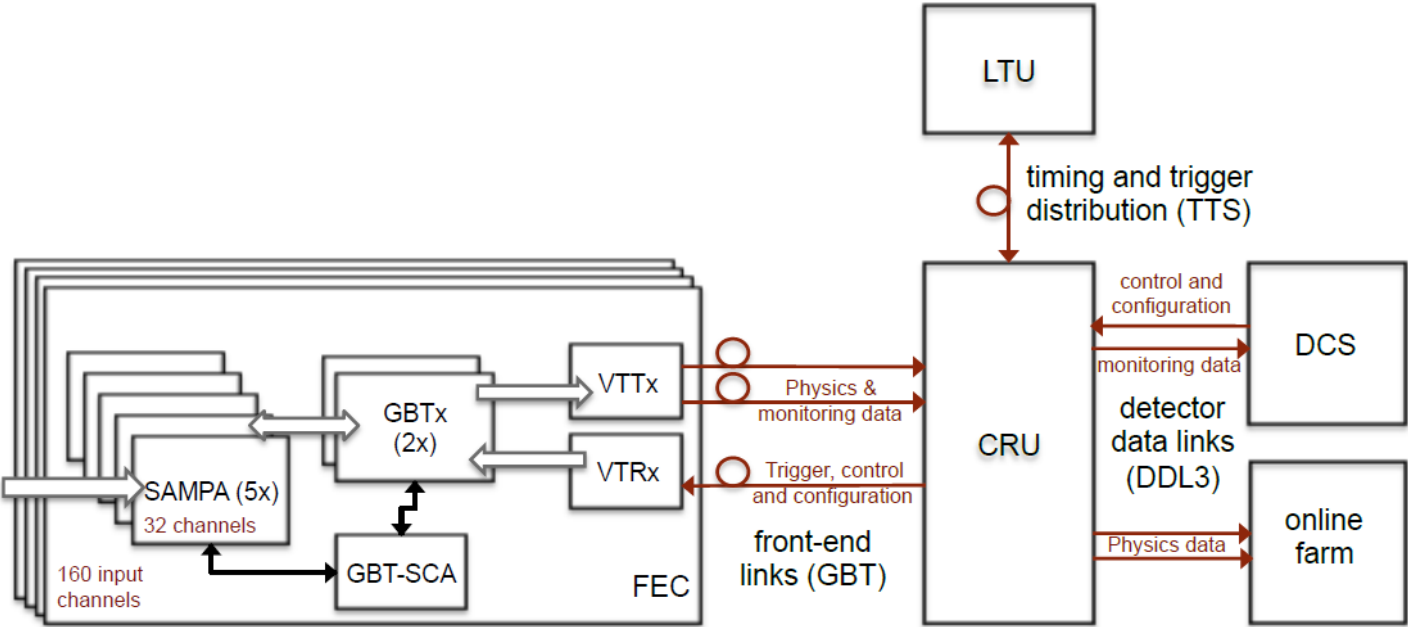 LTU
timing and trigger
distribution (TTS)
control and
configuration
DCS
monitoring data
VTTx
Physics &
monitoring data
GBTx
(2x)
CRU
detector
data links
(DDL3)
VTRx
Trigger, control
and configuration
SAMPA (5x)
32 channels
online
farm
Physics data
front-end
links (GBT)
GBT-SCA
160 input
channels
FEC